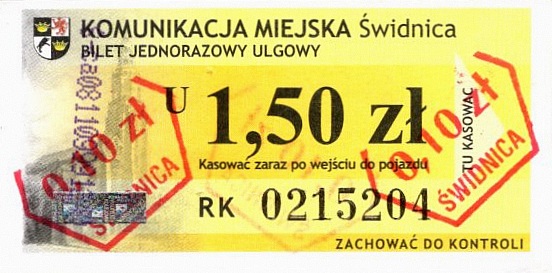 KOMUNIKACJA MIEJSKA Świdnica
BILET JEDNORAZOWY ULGOWY
U 1,50 zł
Kasować zaraz po wejściu do pojazdu
TU KASOWAĆ
RK 0215204
ZACHOWAĆ DO KONTROLI
0,10 zł
ŚWIDNICA
0,10 zł
ŚWIDNICA